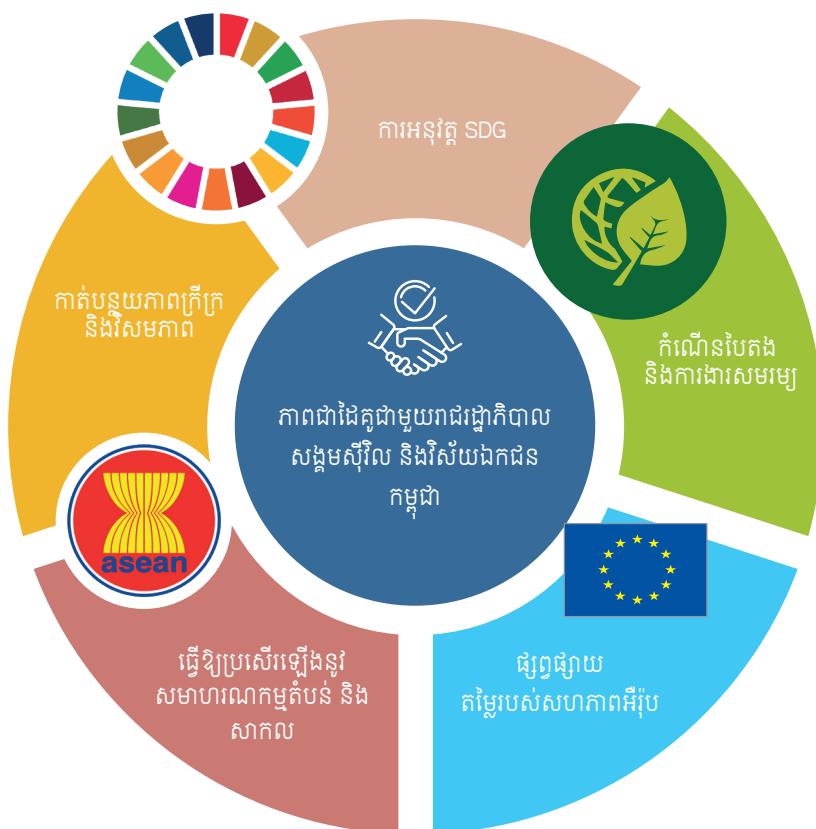 ការអនុវត្ត SDG
កំណើនបៃតង
និងការងារសមរម្យ
ផ្សព្វផ្សាយ
តម្លៃរបស់សហភាពអឺរ៉ុប
ធ្វើឱ្យប្រសើរឡើងនូវ
សមាហរណកម្មតំបន់ និង
សាកល
asean
កាត់បន្ថយភាពក្រីក្រ
និងវិសមភាព
ភាពជាដៃគូជាមួយរាជរដ្ឋាភិបាល
សង្គមស៊ីវិល និងវិស័យឯកជន
កម្ពុជា